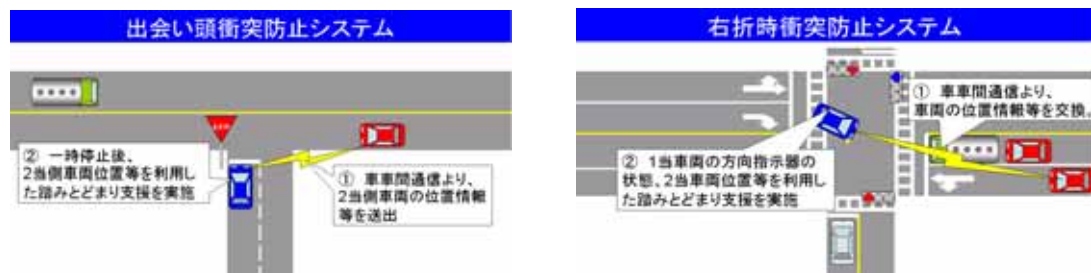 出会い頭衝突防止システム
② 一時停止後、
2当側車両位置等を利用し
た踏みとどまり支援を実施
① 車車間通信より、
2当側車両の位置情報
等を送出
右折時衝突防止システム
① 車車間通信より、
車両の位置情報等を交換
② 1当車両の方向指示器の
状態、2当車両位置等を利用し
た踏みとどまり支援を実施